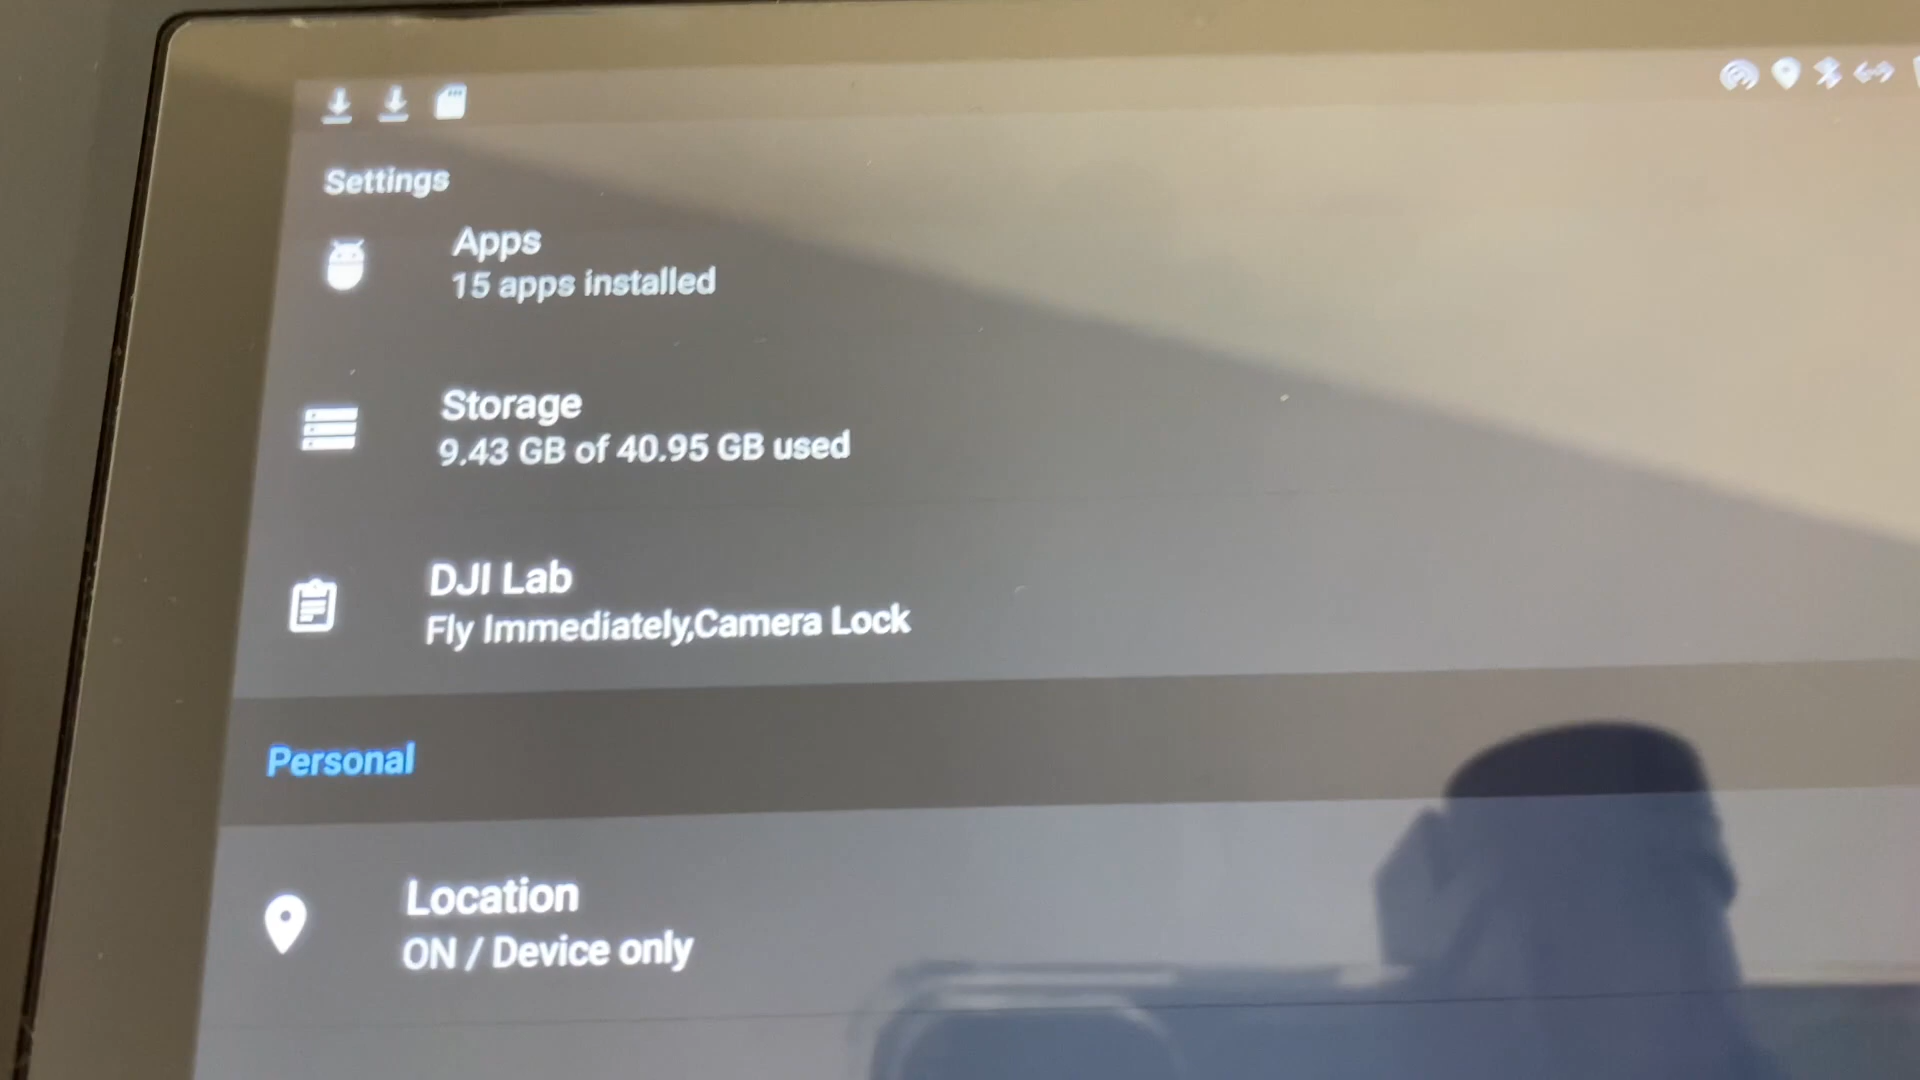 Settings
Apps
15 apps installed
Storage
9.43 GB of 40.95 GB used
DJI Lab
Fly Immediately,Camera Lock
Personal
Location
ON / Device only